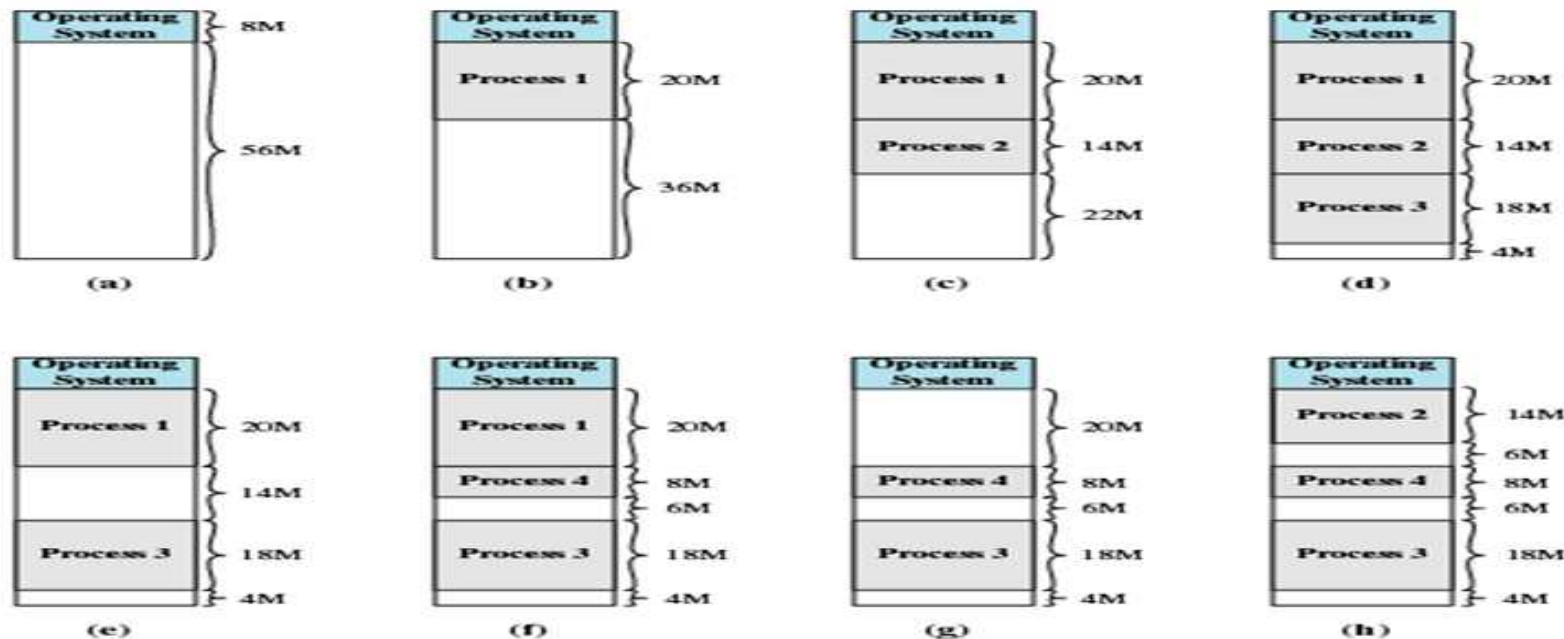 Operating
System
8M
56M
(a)
Operating
System
Process 1
20M
36M
(b)
Operating
System
Process 1
20M
Process 2
14M
22M
(c)
Operating
System
Process 1
20M
Process 2
14M
Process 3
18M
4M
(d)
Operating
System
Process 1
20M
14M
Process 3
18M
4M
(e)
Operating
System
Process 1
20M
Process 4
8M
6M
Process 3
18M
4M
(f)
Operating
System
20M
Process 4
8M
6M
Process 3
18M
4M
(g)
Operating
System
Process 2
14M
6M
Process 4
8M
6M
Process 3
18M
4M
(h)